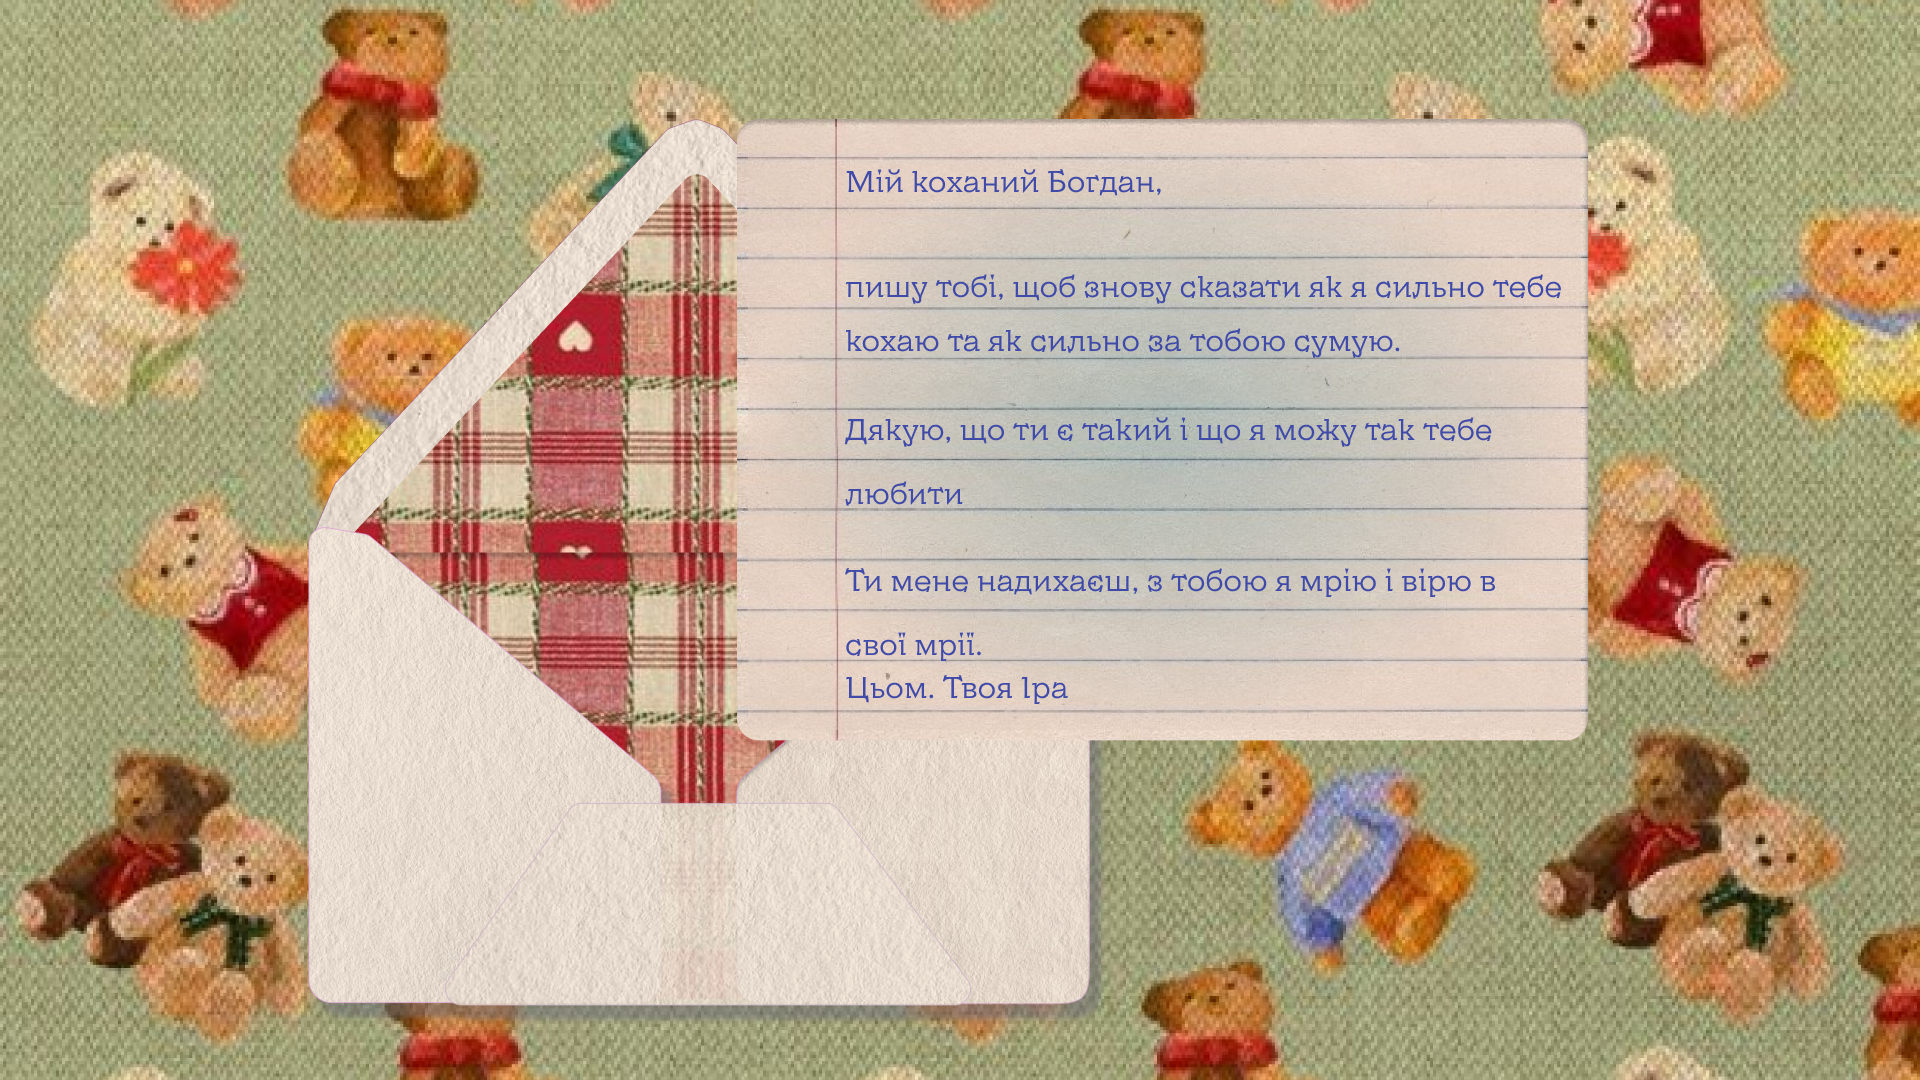 Мій коханий Богдан,
пишу тобі, щоб знову сказати як я сильно тебе
кохаю та як сильно за тобою сумую.
Дякую, що ти є такий і що я можу так тебе
любити
Ти мене надихаєш, з тобою я мрію і вірю в
свої мрії.
Цьом. Твоя Іра